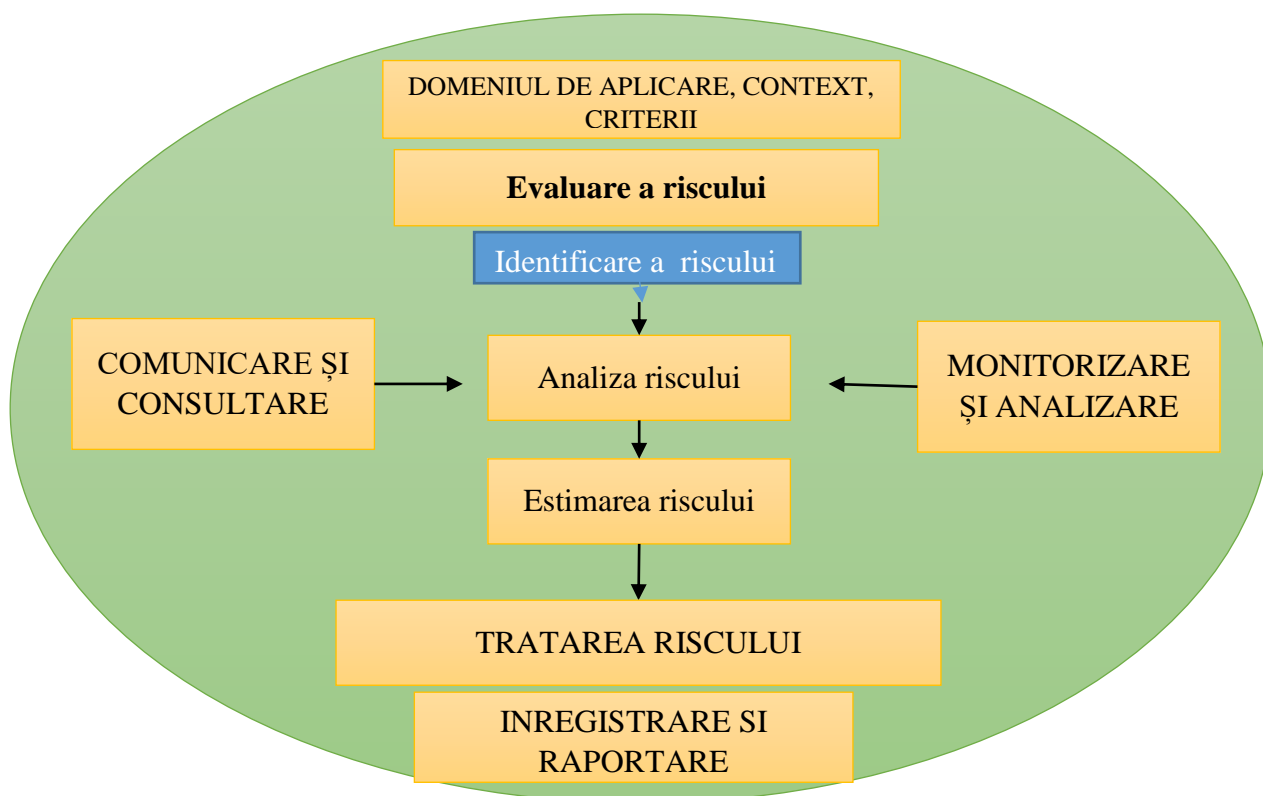 DOMENIUL DE APLICARE, CONTEXT,
CRITERII
Evaluare a riscului
Identificare a riscului
COMUNICARE ȘI
CONSULTARE
Analiza riscului
MONITORIZARE
ȘI ANALIZARE
Estimarea riscului
TRATAREA RISCULUI
INREGISTRARE SI
RAPORTARE